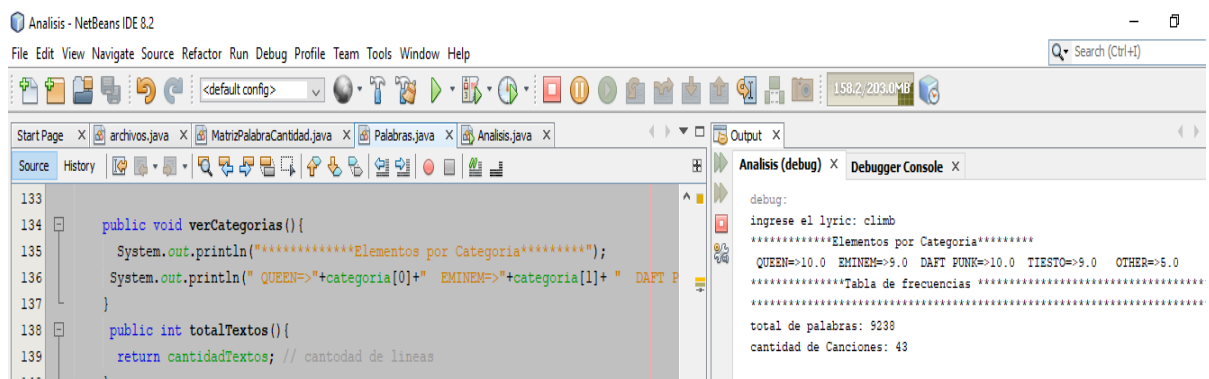 Analisis - NetBeans IDE 8.2
File Edit View Navigate Source Refactor Run Debug Profile Team Tools Window Help
Search (Ctrl+I)
<default config>
158.2/203.0MB
Start Page X archivos.java X MatrizPalabraCantidad.java X Palabras.java X Analisis.java X
Source History
133
134 public void verCategorias(){
135 System.out.println("*************Elementos por Categoria*********");
136 System.out.println(" QUEEN=>"+categoria[0]+" EMINEM=>"+categoria[1]+ " DAFT P
137 }
138 public int totalTextos(){
139 return cantidadTextos; // cantodad de lineas
Output X
Analisis (debug) X Debugger Console X
debug:
ingrese el lyric: climb
*************Elementos por Categoria*********
QUEEN=>10.0 EMINEM=>9.0 DAFT PUNK=>10.0 TIESTO=>9.0 OTHER=>5.0
***************Tabla de frecuencias *************************************
**************************************************************************
total de palabras: 9238
cantidad de Canciones: 43